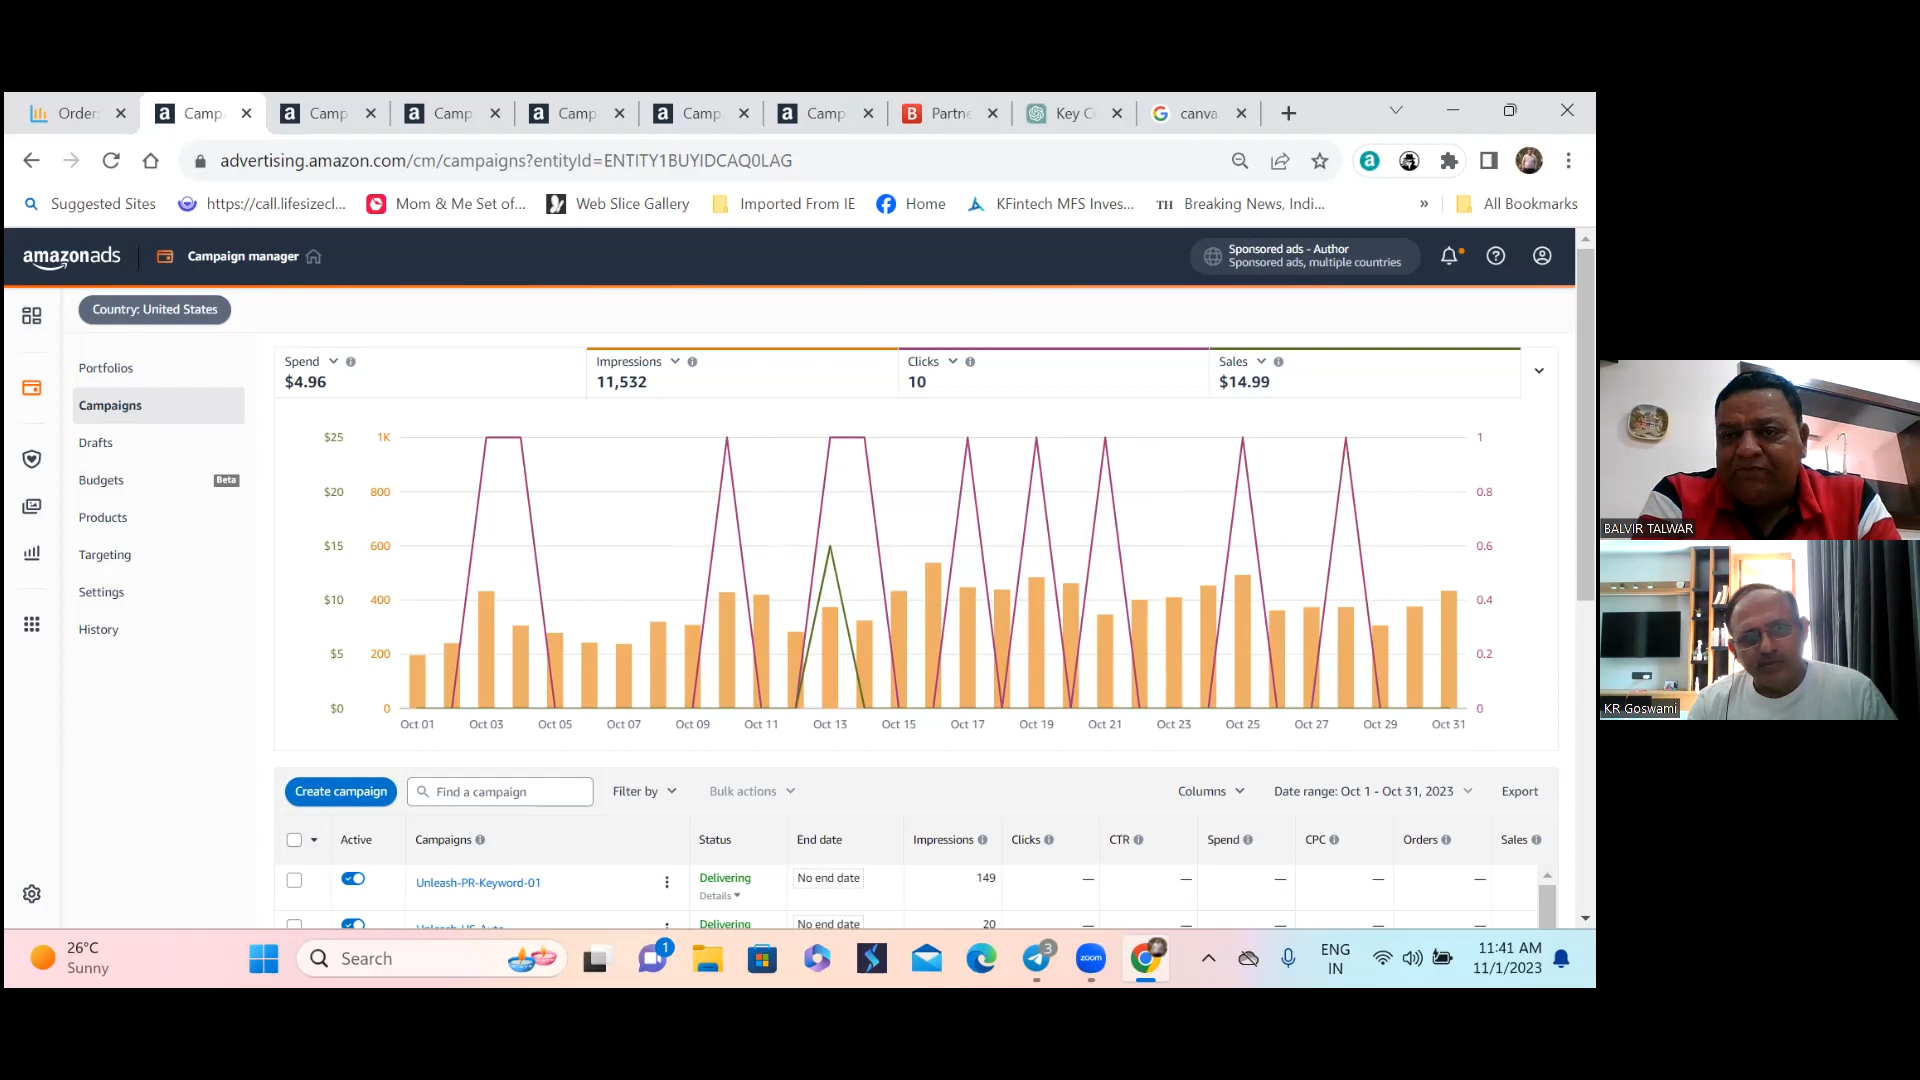 Order
Camp
Camp
Camp
Camp
Camp
Camp
Partne
Key C
canva
advertising.amazon.com/cm/campaigns?entityId=ENTITY1BUYIDCAQ0LAG
Suggested Sites
https://call.lifesizecl...
Mom & Me Set of...
Web Slice Gallery
Imported From IE
Home
KFintech MFS Inves...
TH Breaking News, Indi...
»
All Bookmarks
amazonads
Campaign manager
Sponsored ads - Author
Sponsored ads, multiple countries
Country: United States
Portfolios
Campaigns
Drafts
Budgets Beta
Products
Targeting
Settings
History
Spend
$4.96
Impressions
11,532
Clicks
10
Sales
$14.99
$25 1K 1
$20 800 0.8
$15 600 0.6
$10 400 0.4
$5 200 0.2
$0 0 0
Oct 01 Oct 03 Oct 05 Oct 07 Oct 09 Oct 11 Oct 13 Oct 15 Oct 17 Oct 19 Oct 21 Oct 23 Oct 25 Oct 27 Oct 29 Oct 31
Create campaign
Find a campaign
Filter by
Bulk actions
Columns
Date range: Oct 1 - Oct 31, 2023
Export
Active Campaigns Status End date Impressions Clicks CTR Spend CPC Orders Sales
Unleash-PR-Keyword-01 Delivering No end date 149 — — — — —
Details
Unleash-US-Auto Delivering No end date 20 — — — — —
26°C
Sunny
Search
1
3
zoom
ENG
IN
11:41 AM
11/1/2023
BALVIR TALWAR
KR Goswami